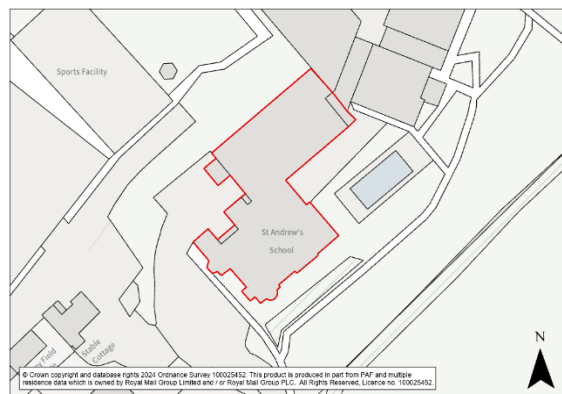 Sports Facility
St Andrew's
School
Stable
Cottage
Field
N
© Crown copyright and database rights 2024 Ordnance Survey 100025452. This product is produced in part from PAF and multiple
residence data which is owned by Royal Mail Group Limited and / or Royal Mail Group PLC. All Rights Reserved, Licence no. 100025452.